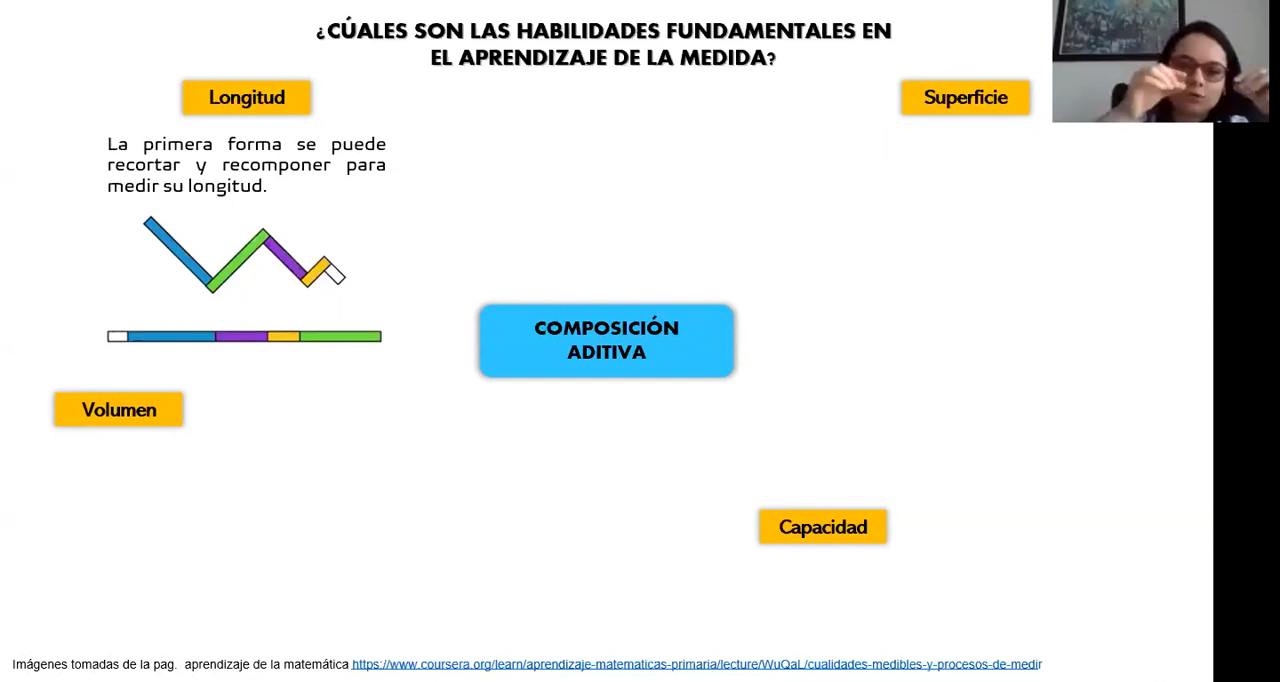 ¿CÚALES SON LAS HABILIDADES FUNDAMENTALES EN
EL APRENDIZAJE DE LA MEDIDA?
Longitud
Superficie
La primera forma se puede
recortar y recomponer para
medir su longitud.
COMPOSICIÓN
ADITIVA
Volumen
Capacidad
Imágenes tomadas de la pag. aprendizaje de la matemática https://www.coursera.org/learn/aprendizaje-matematicas-primaria/lecture/WuQaL/cualidades-medibles-y-procesos-de-medir